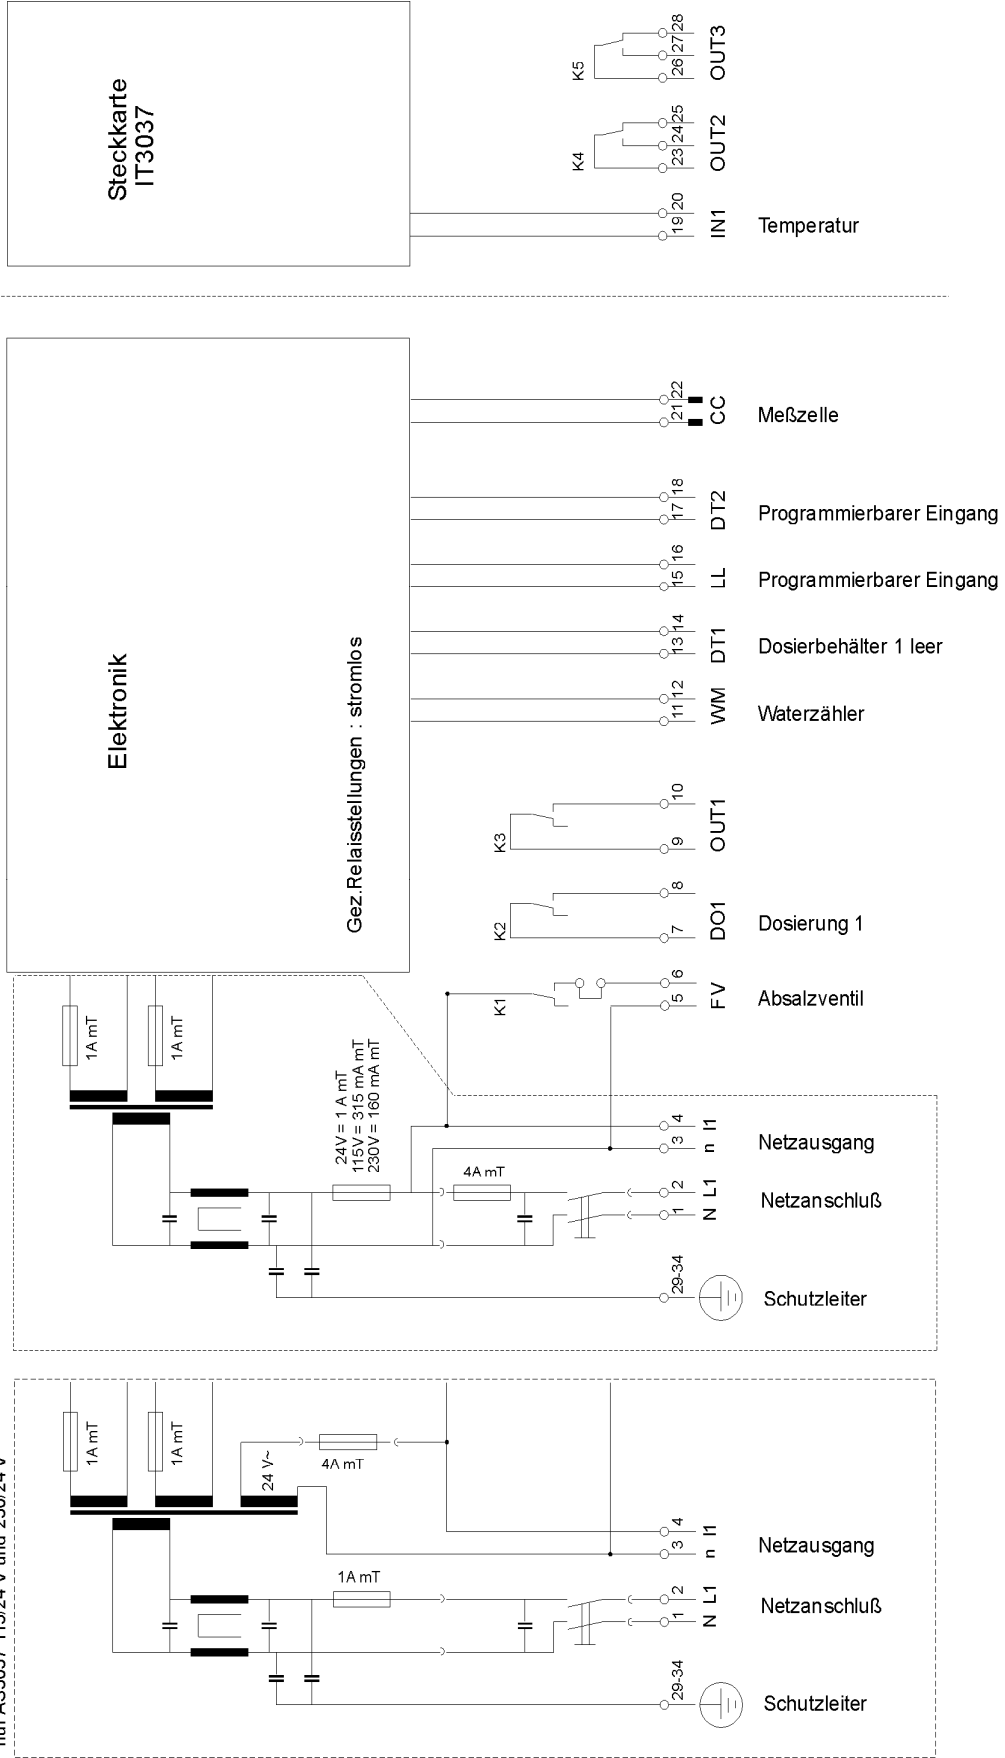 Steckkarte
IT3037
K5
26 27 28
OUT3
K4
23 24 25
OUT2
19 20
IN1
Temperatur
Elektronik
Gez.Relaisstellungen : stromlos
21 22
CC
Meßzelle
17 18
DT2
Programmierbarer Eingang
15 16
LL
Programmierbarer Eingang
13 14
DT1
Dosierbehälter 1 leer
11 12
WM
Waterzähler
K3
9 10
OUT1
K2
7 8
DO1
Dosierung 1
K1
5 6
FV
Absalzventil
1A mT
1A mT
24V = 1 A mT
115V = 315 mA mT
230V = 160 mA mT
4A mT
3 4
n l1
Netzausgang
1 2
N L1
Netzanschluß
29-34
Schutzleiter
1A mT
1A mT
24 V~
4A mT
3 4
n l1
Netzausgang
1A mT
1 2
N L1
Netzanschluß
29-34
Schutzleiter